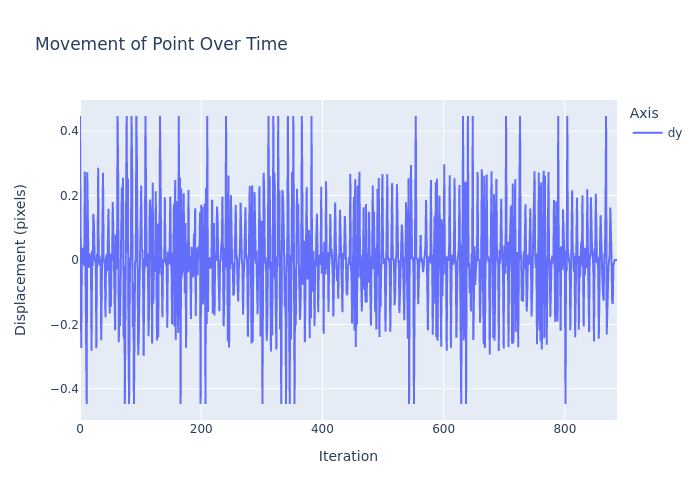 Movement of Point Over Time
Axis
dy
Displacement (pixels)
0.4
0.2
0
−0.2
−0.4
0
200
400
600
800
Iteration